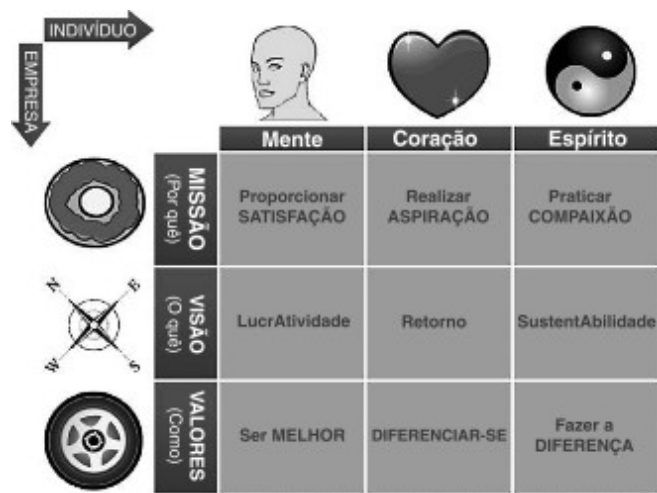 INDIVÍDUO
EMPRESA
Mente
Coração
Espírito
MISSÃO
(Por quê)
Proporcionar
SATISFAÇÃO
Realizar
ASPIRAÇÃO
Praticar
COMPAIXÃO
N
E
W
S
VISÃO
(O quê)
LucrAtividade
Retorno
SustentAbilidade
VALORES
(Como)
Ser MELHOR
DIFERENCIAR-SE
Fazer a
DIFERENÇA